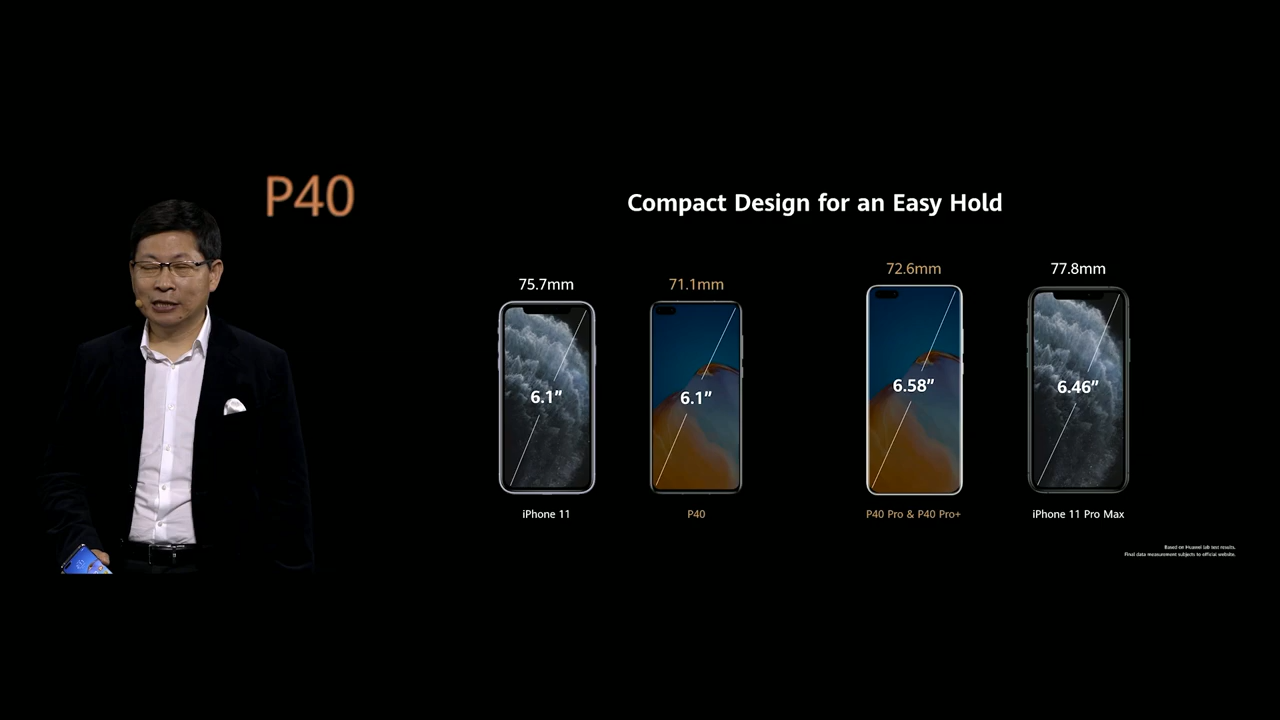 P40
Compact Design for an Easy Hold
75.7mm
71.1mm
72.6mm
77.8mm
6.1”
6.1”
6.58”
6.46”
iPhone 11
P40
P40 Pro & P40 Pro+
iPhone 11 Pro Max
Based on Huawei lab test results.
Final data measurement subjects to official website.